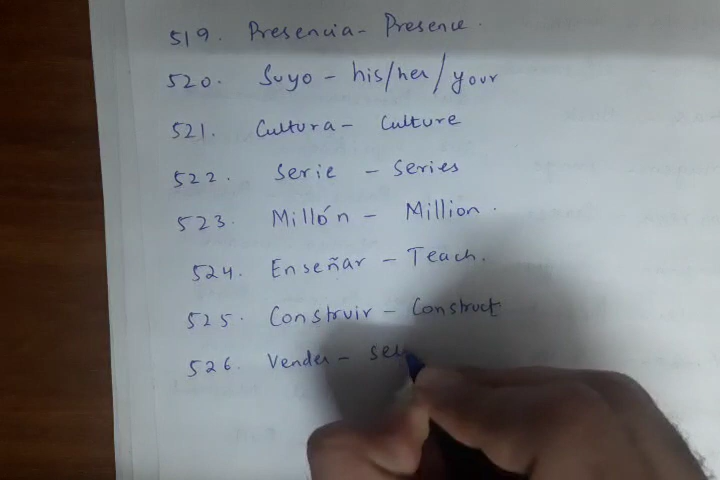 519. Presencia - Presence.
520. Suyo - his/her/your
521. Cultura - Culture
522. Serie - Series
523. Millón - Million.
524. Enseñar - Teach.
525. Construir - Construct
526. Vender - sel